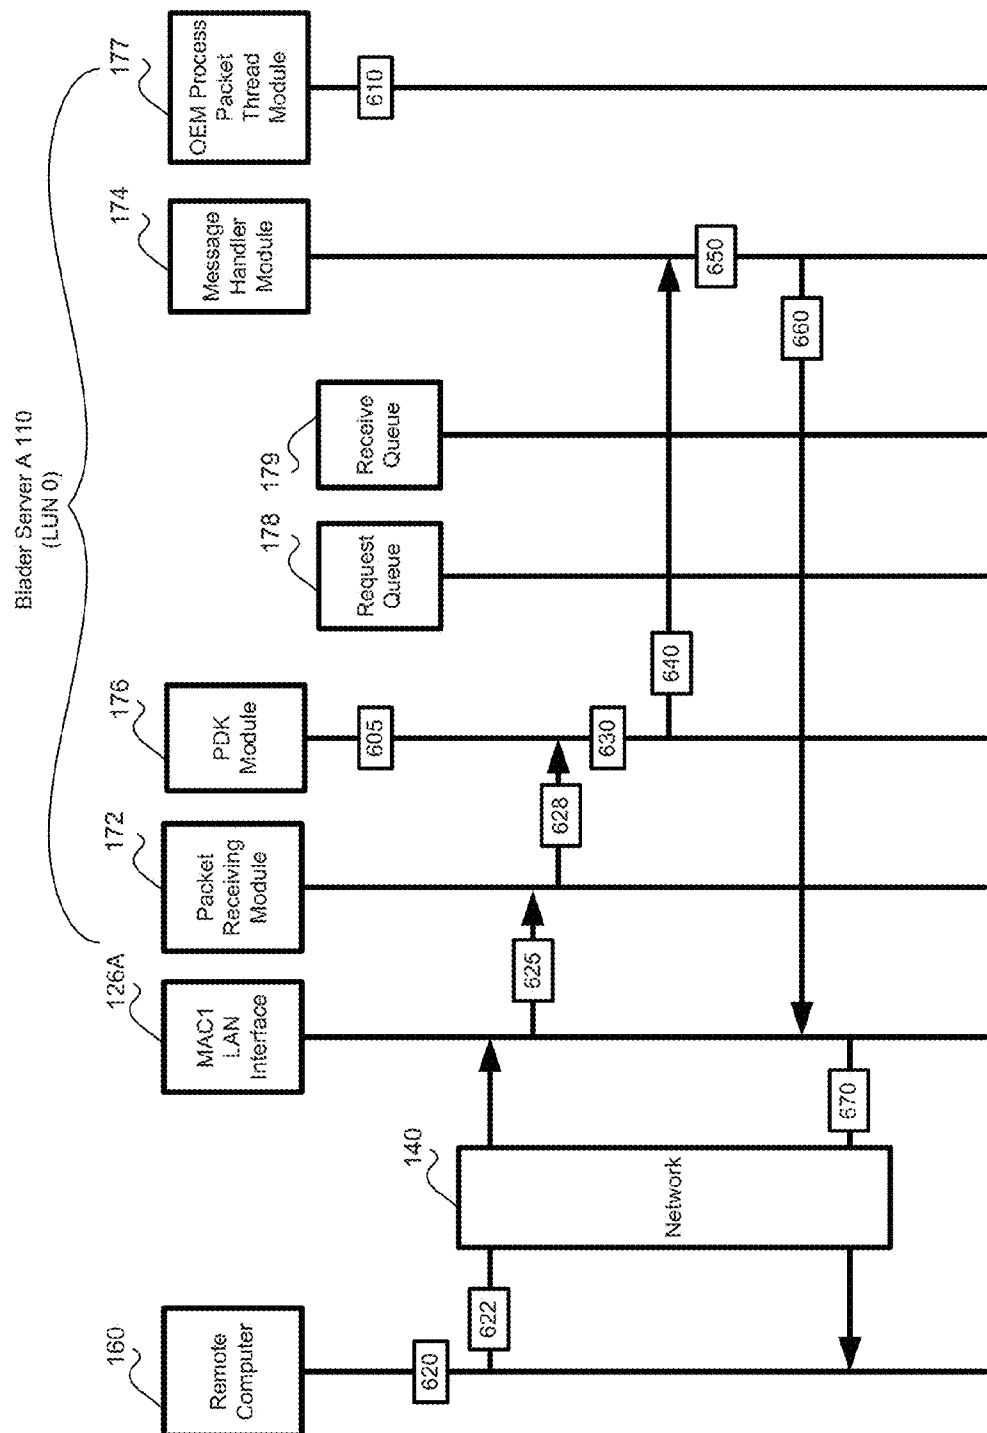 Blader Server A 110
(LUN 0)
160
Remote
Computer
126A
MAC1
LAN
Interface
172
Packet
Receiving
Module
176
PDK
Module
178
Request
Queue
179
Receive
Queue
174
Message
Handler
Module
177
OEM Process
Packet
Thread
Module
605
610
620
622
140
Network
625
628
630
640
650
660
670